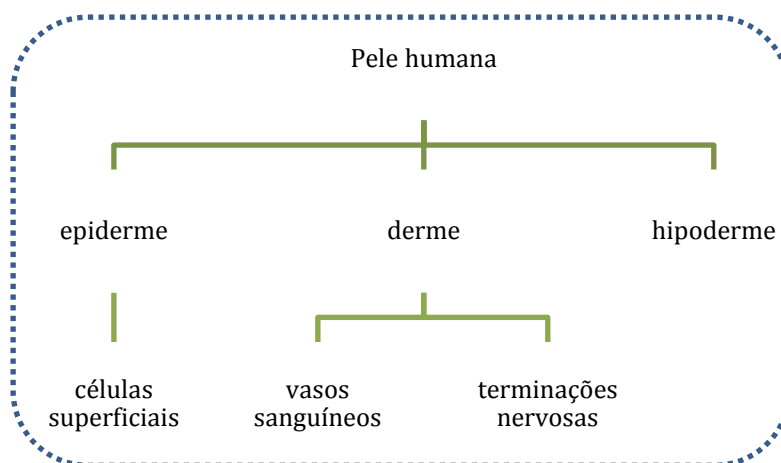 Pele humana
epiderme
derme
hipoderme
células
superficiais
vasos
sanguíneos
terminações
nervosas